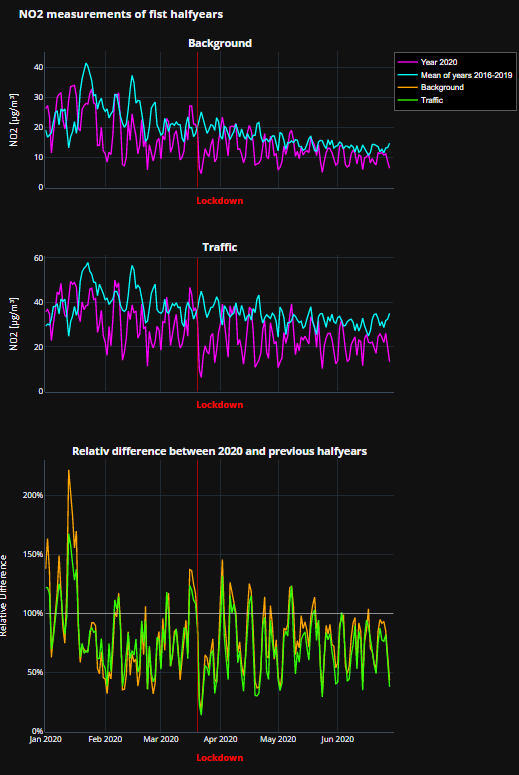 NO2 measurements of fist halfyears
Background
Year 2020
Mean of years 2016-2019
Background
Traffic
NO2 [µg/m³]
40
30
20
10
0
Lockdown
Traffic
NO2 [µg/m³]
60
40
20
0
Lockdown
Relativ difference between 2020 and previous halfyears
Relative Difference
200%
150%
100%
50%
0%
Jan 2020 Feb 2020 Mar 2020 Apr 2020 May 2020 Jun 2020
Lockdown